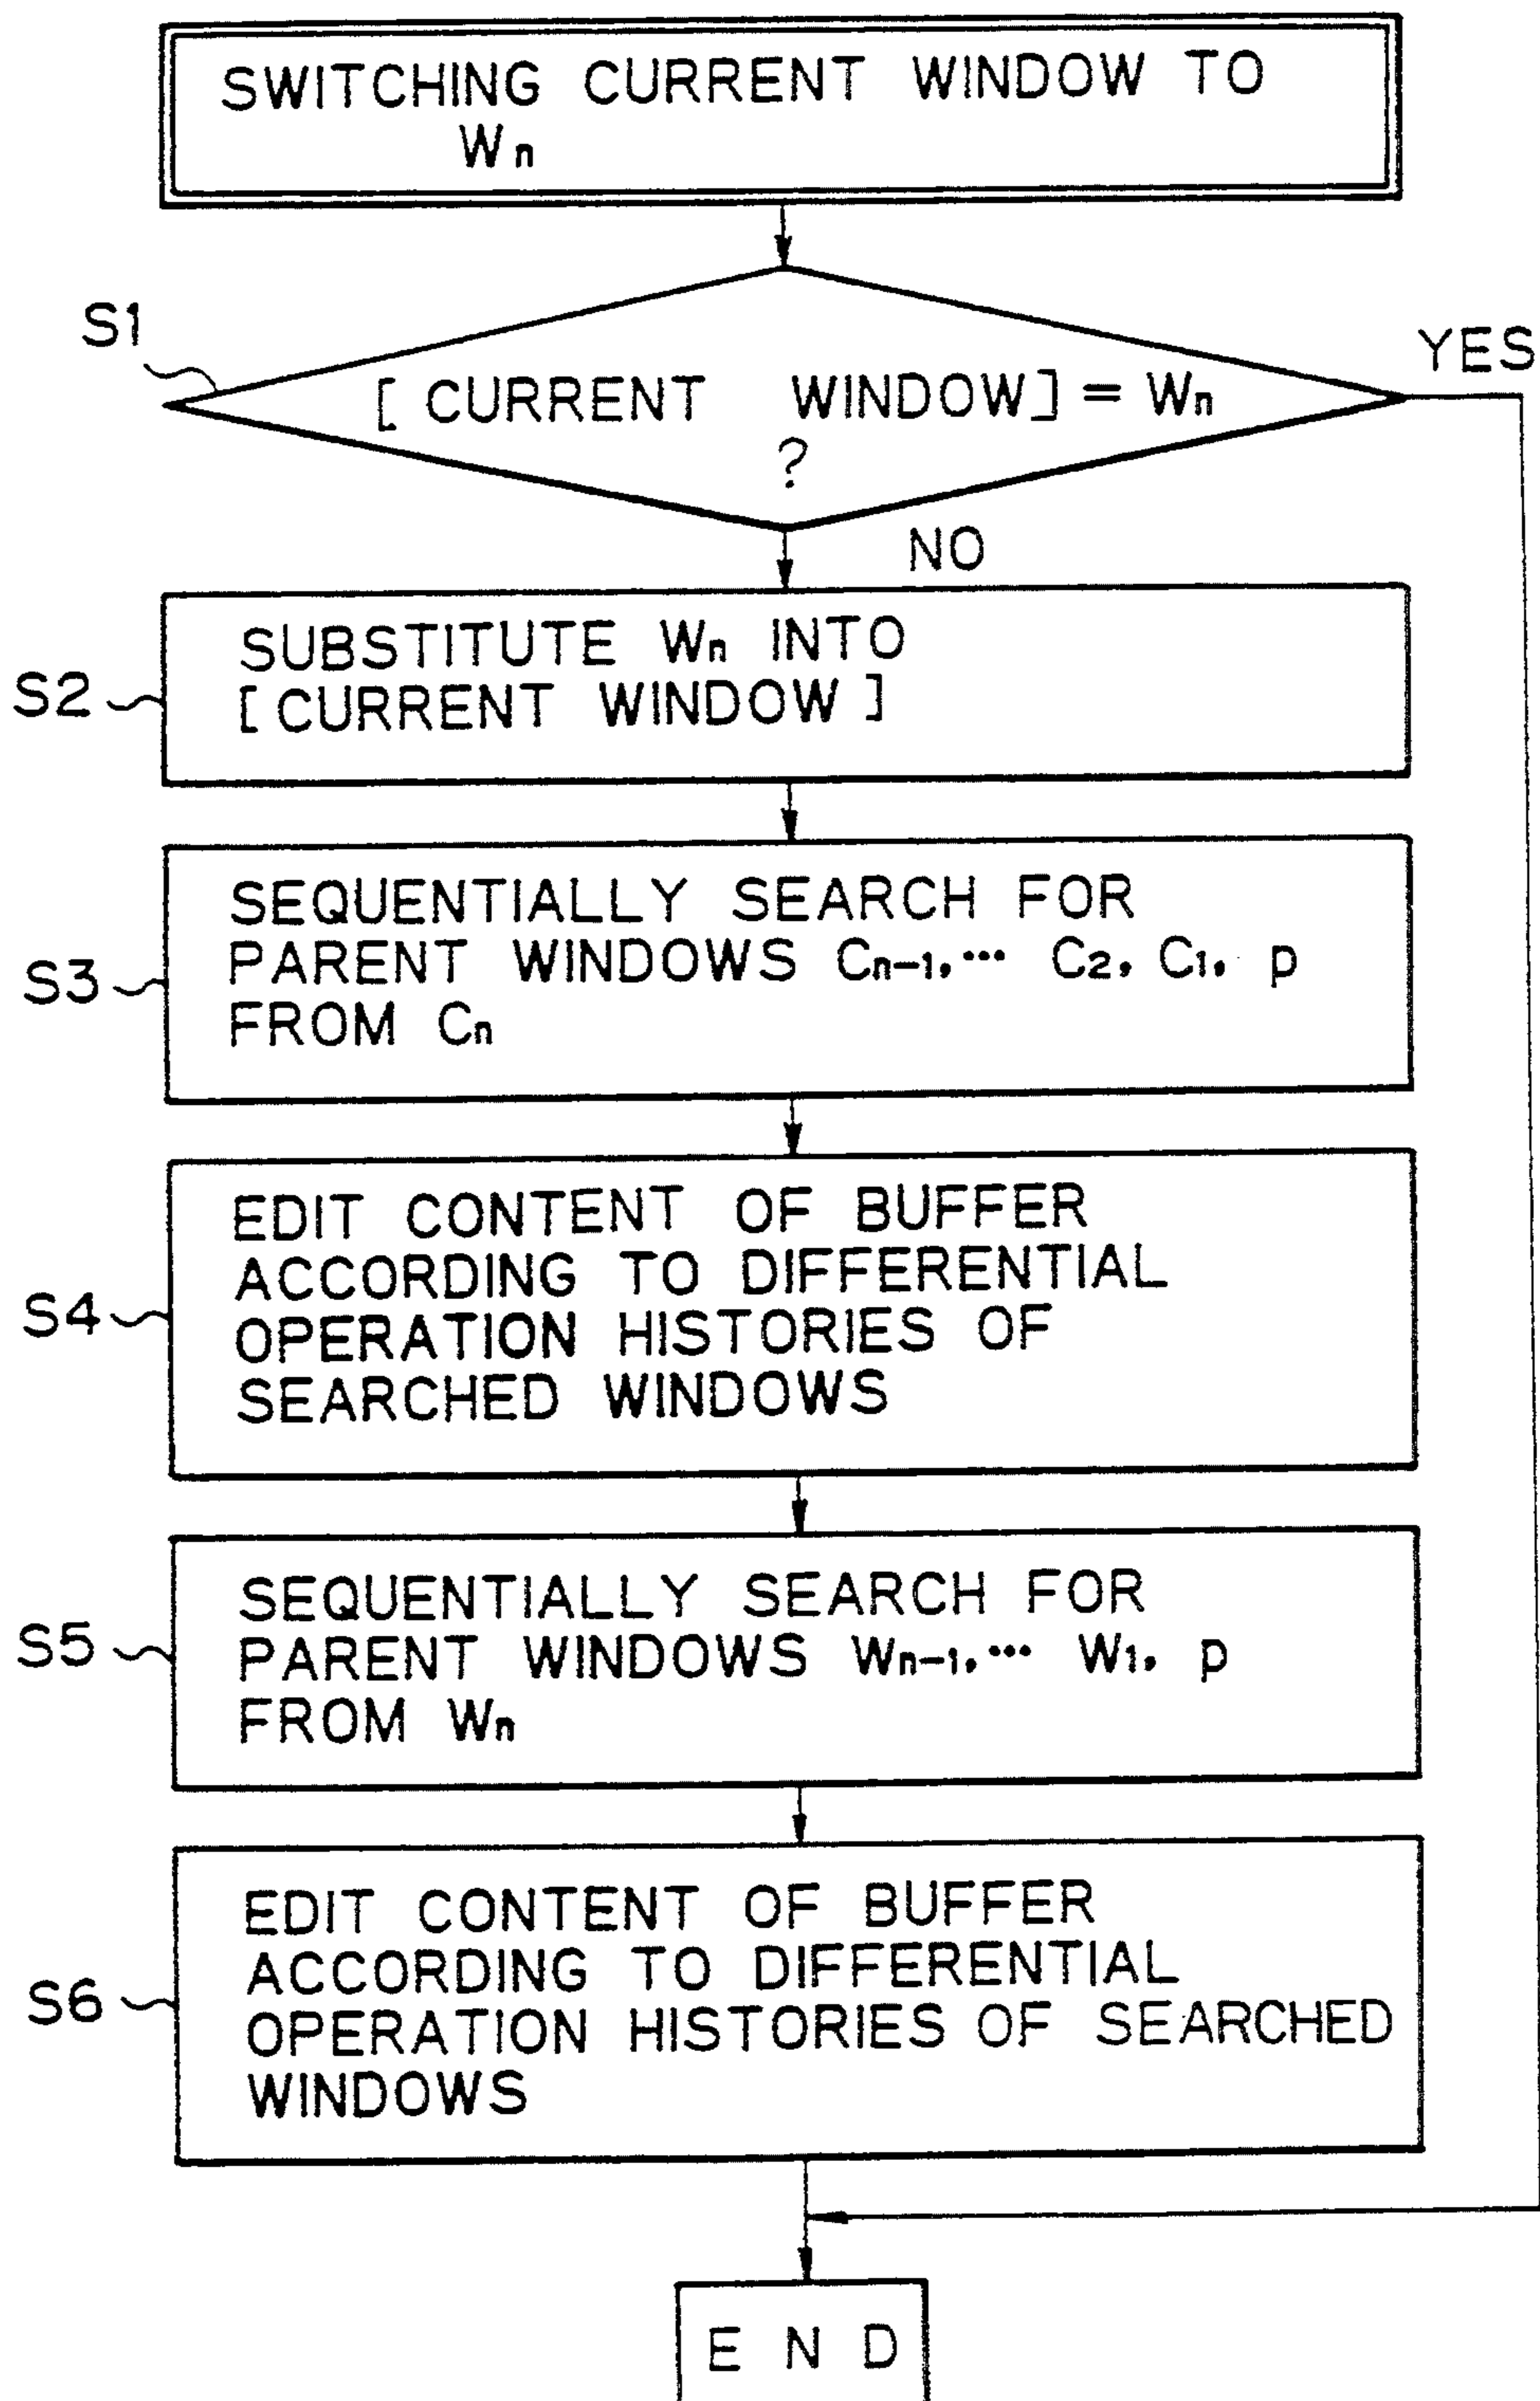 SWITCHING CURRENT WINDOW TO
Wn
S1
YES
[ CURRENT WINDOW] = Wn
?
NO
S2
SUBSTITUTE Wn INTO
[ CURRENT WINDOW ]
S3
SEQUENTIALLY SEARCH FOR
PARENT WINDOWS Cn-1, ... C2, C1, p
FROM Cn
S4
EDIT CONTENT OF BUFFER
ACCORDING TO DIFFERENTIAL
OPERATION HISTORIES OF
SEARCHED WINDOWS
S5
SEQUENTIALLY SEARCH FOR
PARENT WINDOWS Wn-1, ... W1, p
FROM Wn
S6
EDIT CONTENT OF BUFFER
ACCORDING TO DIFFERENTIAL
OPERATION HISTORIES OF SEARCHED
WINDOWS
E N D